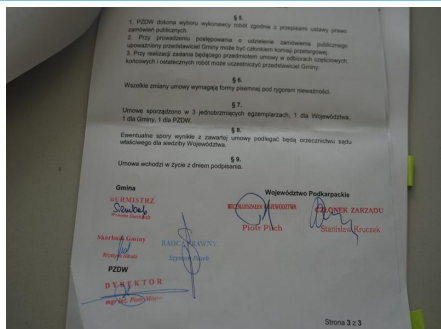 § 5.
1. PZDW dokona wyboru wykonawcy robót zgodnie z przepisami ustawy prawo
zamówień publicznych.
2. Przy prowadzeniu postępowania o udzielenie zamówienia publicznego
upoważniony przedstawiciel Gminy może być członkiem komisji przetargowej.
3. Przy realizacji zadania będącego przedmiotem umowy w odbiorach częściowych,
końcowych i ostatecznych robót może uczestniczyć przedstawiciel Gminy.
§ 6.
Wszelkie zmiany umowy wymagają formy pisemnej pod rygorem nieważności.
§ 7.
Umowę sporządzono w 3 jednobrzmiących egzemplarzach, 1 dla Województwa,
1 dla Gminy, 1 dla PZDW.
§ 8.
Ewentualne spory wynikłe z zawartej umowy podlegać będą orzecznictwu sądu
właściwego dla siedziby Województwa.
§ 9.
Umowa wchodzi w życie z dniem podpisania.
Gmina
Województwo Podkarpackie
BURMISTRZ
WICEMARSZAŁEK WOJEWÓDZTWA
CZŁONEK ZARZĄDU
Piotr Pilch
Stanisław Kruczek
Skarbnik Gminy
RADCA PRAWNY
PZDW
DYREKTOR
mgr inż. Piotr Miąso
Strona 3 z 3